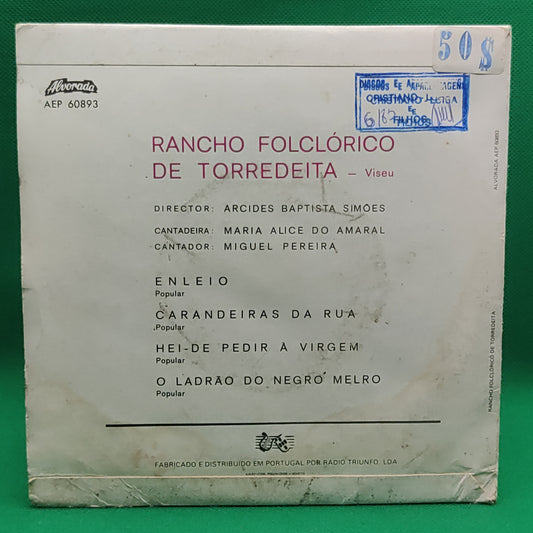 50$
Alvorada
AEP 60893
RANCHO FOLCLÓRICO
DE TORREDEITA – Viseu
DIRECTOR: ARCIDES BAPTISTA SIMÕES
CANTADEIRA: MARIA ALICE DO AMARAL
CANTADOR: MIGUEL PEREIRA
ENLEIO
Popular
CARANDEIRAS DA RUA
Popular
HEI-DE PEDIR À VIRGEM
Popular
O LADRÃO DO NEGRO MELRO
Popular
FABRICADO E DISTRIBUÍDO EM PORTUGAL POR RÁDIO TRIUNFO, LDA
RANCHO FOLCLÓRICO DE TORREDEITA
ALVORADA AEP 60893